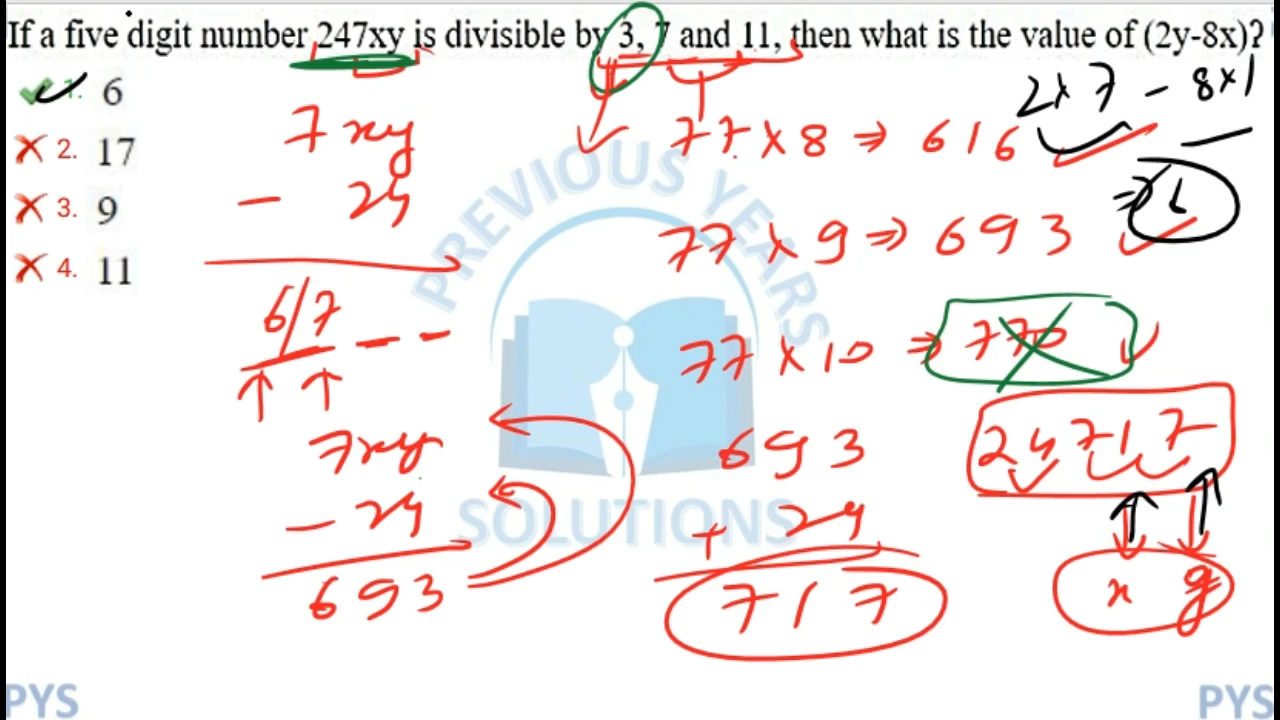 If a five digit number 247xy is divisible by 3, 7 and 11, then what is the value of (2y-8x)?
1. 6
2. 17
3. 9
4. 11
2x7 - 8x1
⇒ 6
7xy
- 24
6/7 - -
7xy
- 24
693
77 x 8 ⇒ 616
77 x 9 ⇒ 693
77 x 10 ⇒ 770
693
+ 24
717
24717
x y
PREVIOUS YEARS
SOLUTIONS
PYS
PYS